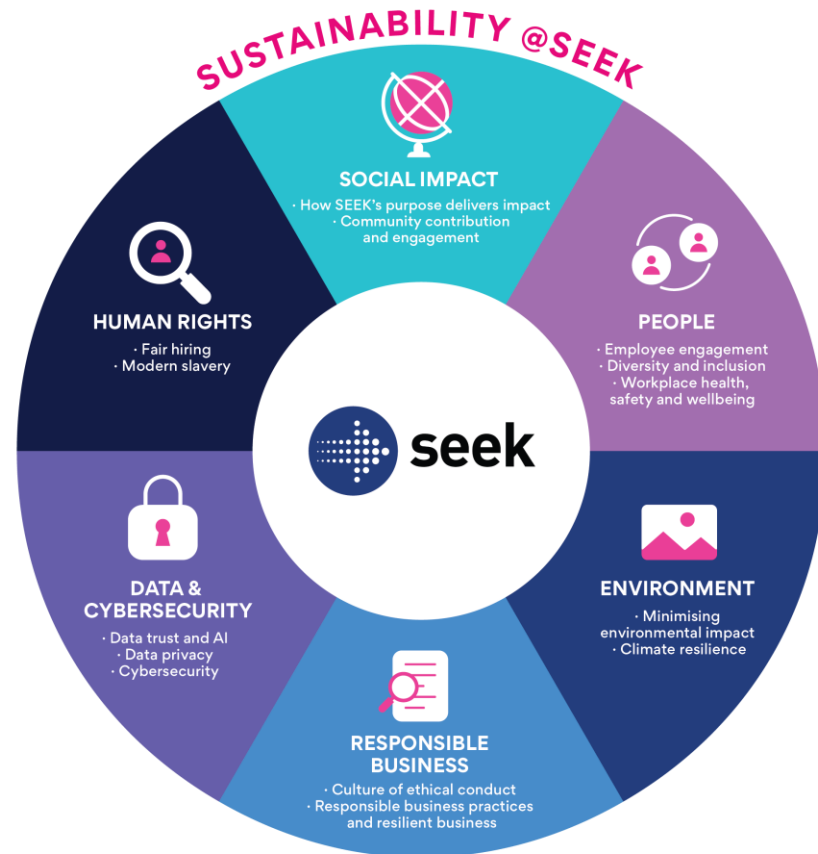 SUSTAINABILITY @SEEK
SOCIAL IMPACT
· How SEEK's purpose delivers impact
· Community contribution
and engagement
PEOPLE
· Employee engagement
· Diversity and inclusion
· Workplace health,
safety and wellbeing
ENVIRONMENT
· Minimising
environmental impact
· Climate resilience
RESPONSIBLE
BUSINESS
· Culture of ethical conduct
· Responsible business practices
and resilient business
DATA &
CYBERSECURITY
· Data trust and AI
· Data privacy
· Cybersecurity
HUMAN RIGHTS
· Fair hiring
· Modern slavery
seek